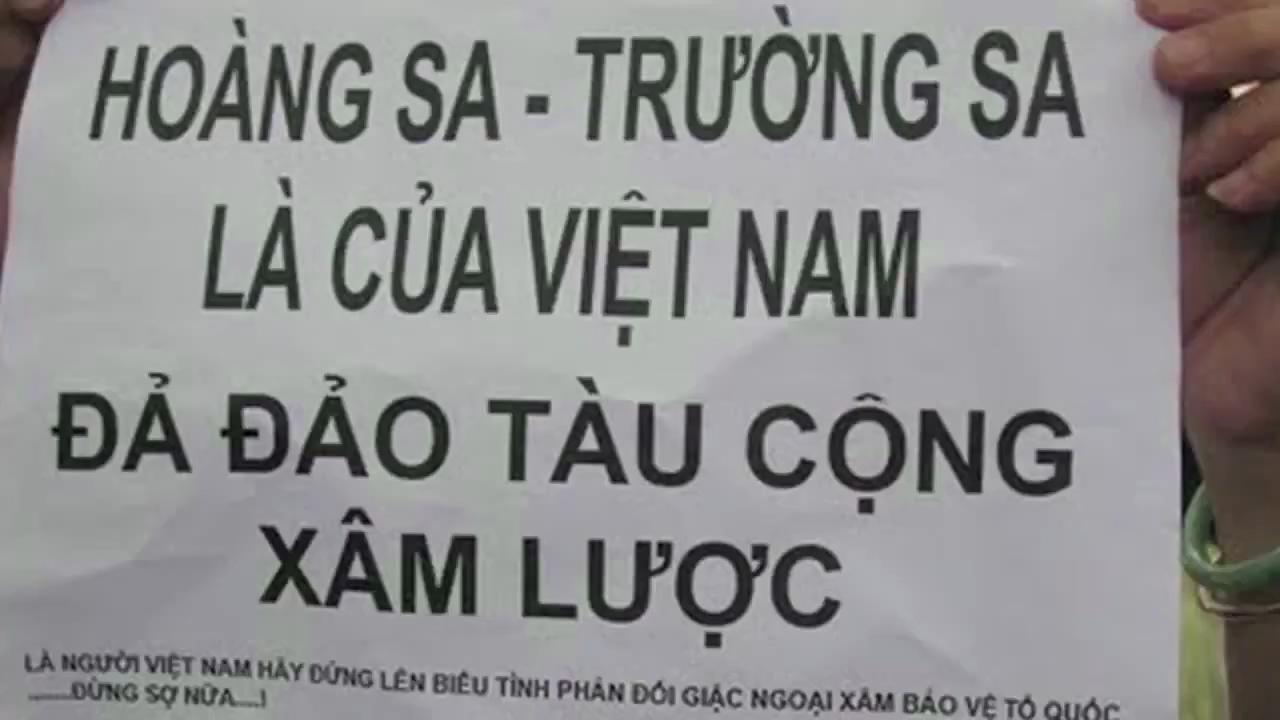 HOÀNG SA - TRƯỜNG SA
LÀ CỦA VIỆT NAM
ĐẢ ĐẢO TÀU CỘNG
XÂM LƯỢC
LÀ NGƯỜI VIỆT NAM HÃY ĐỨNG LÊN BIỂU TÌNH PHẢN ĐỐI GIẶC NGOẠI XÂM BẢO VỆ TỔ QUỐC
........ĐỪNG SỢ NỮA....!